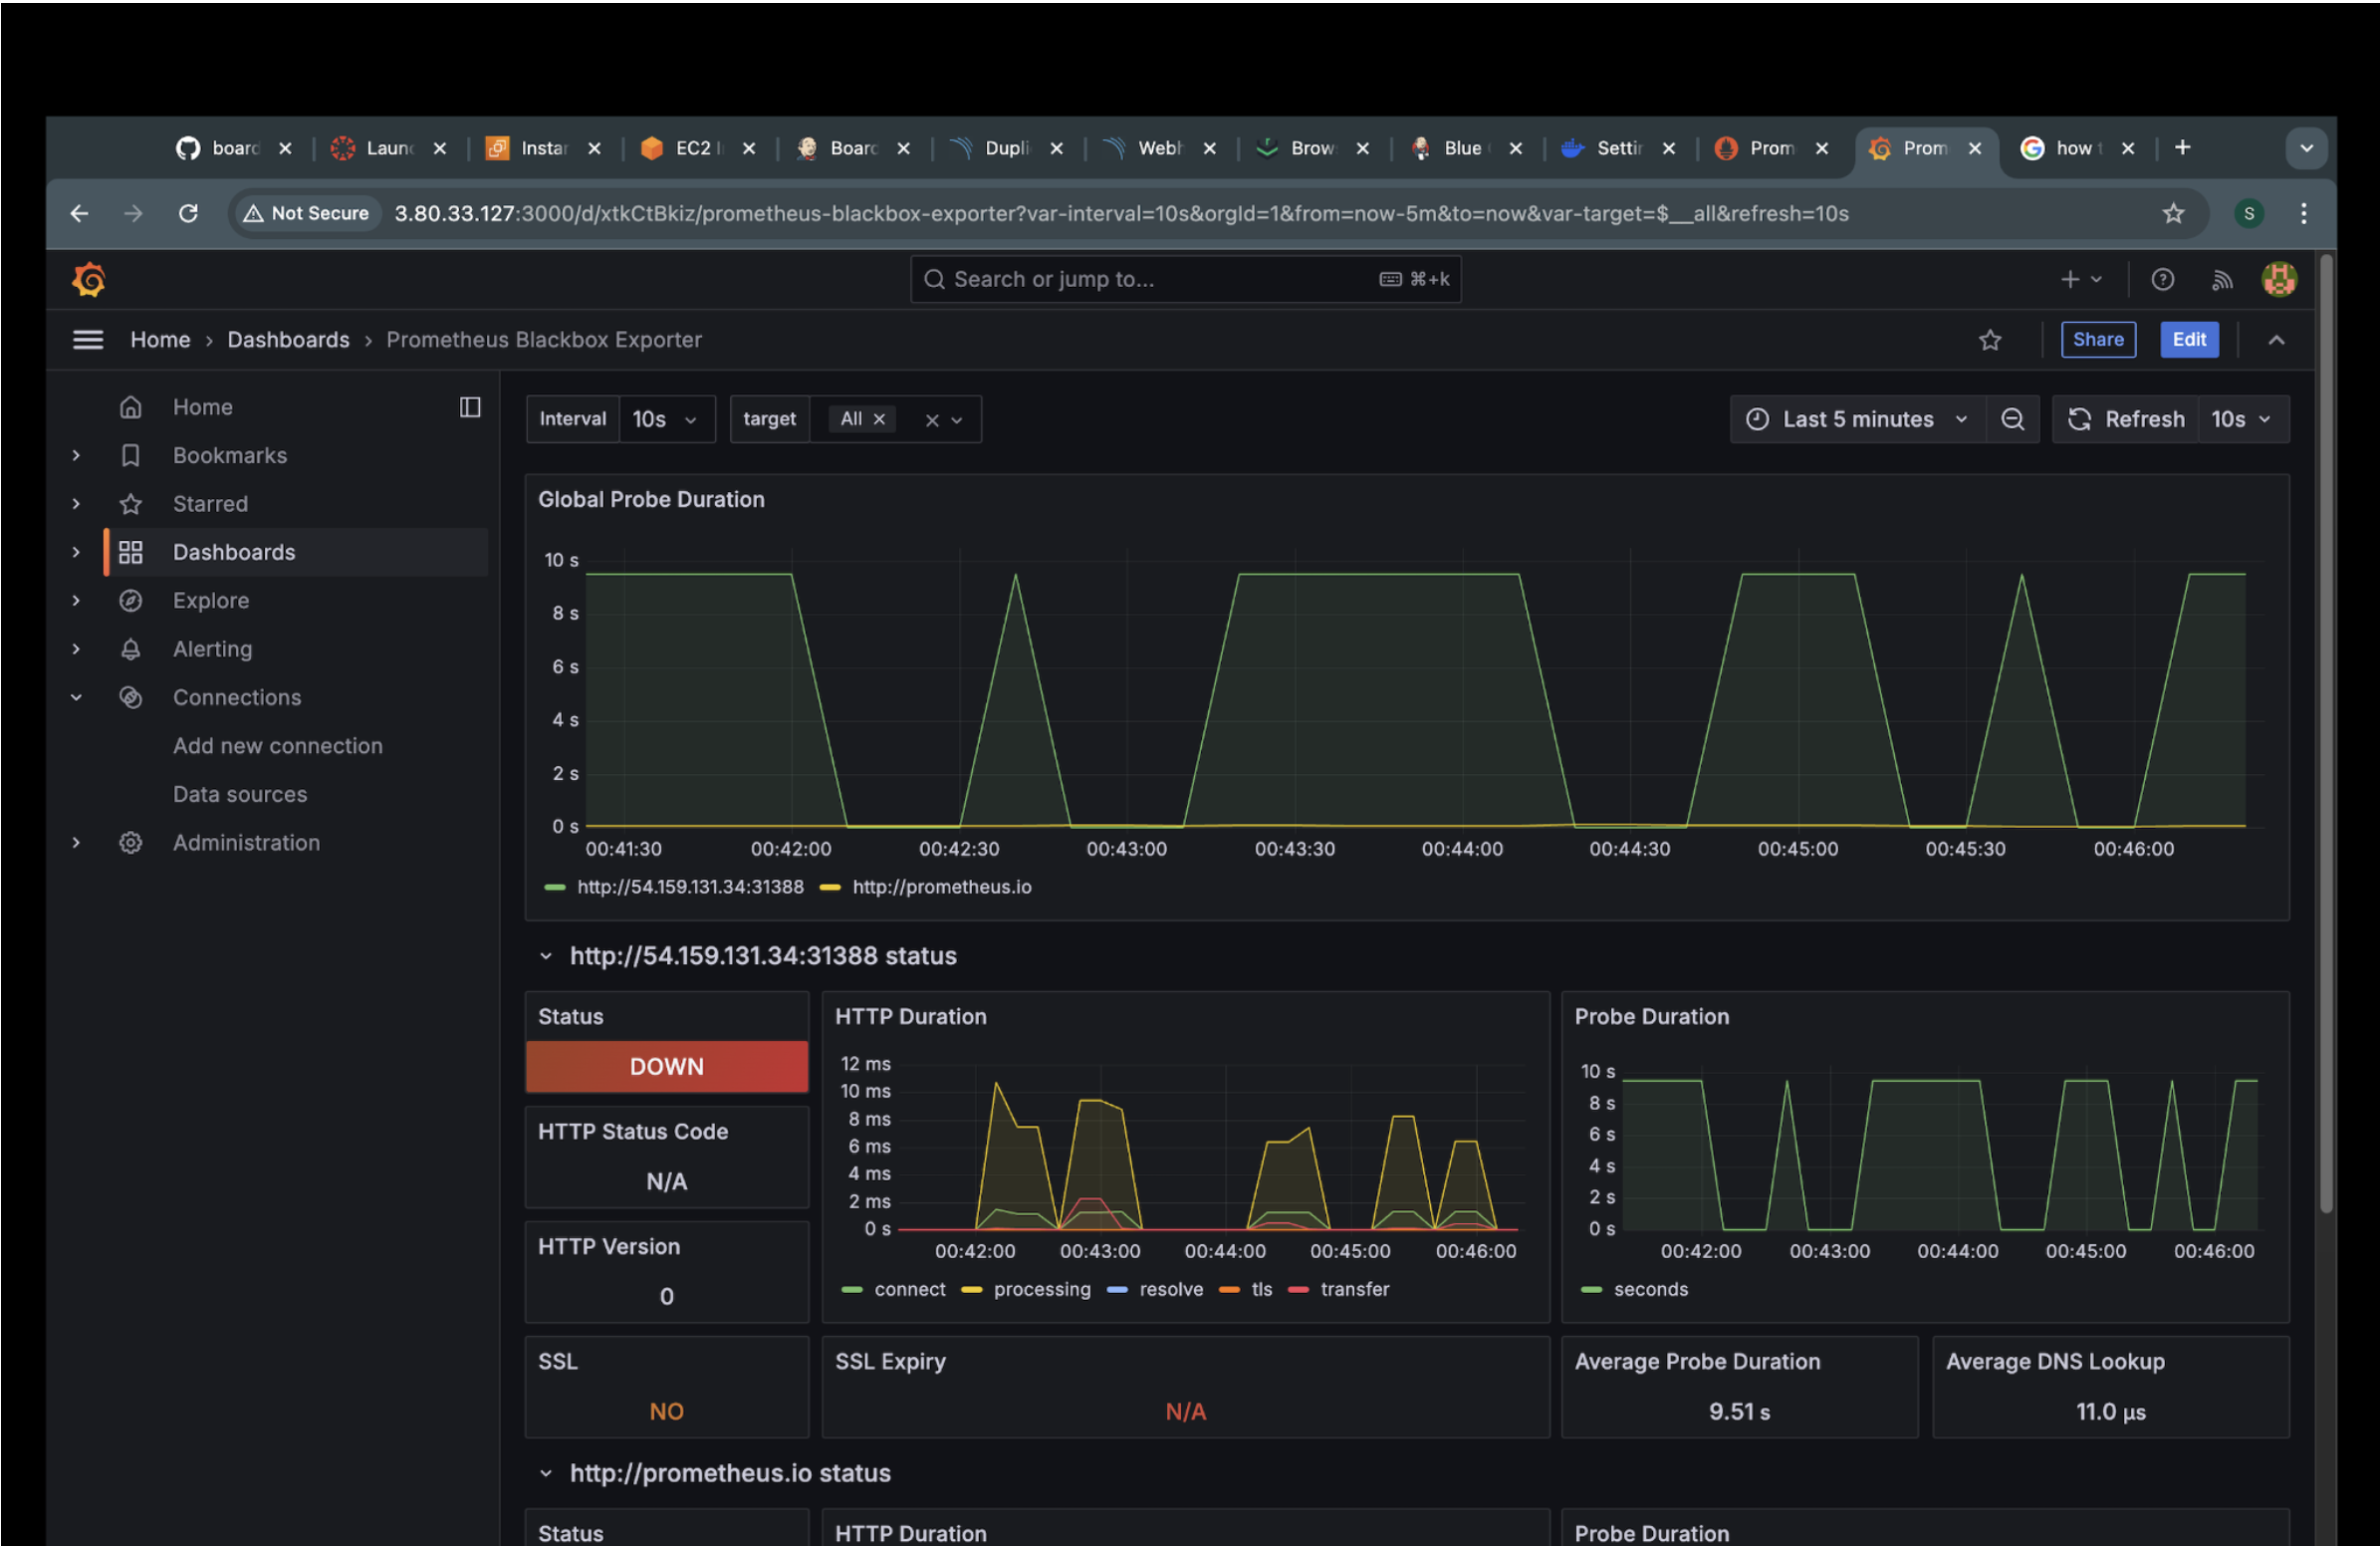 board Laun Instar EC2 I Board Dupli Web Brow Blue Settin Prom Prom how t
Not Secure 3.80.33.127:3000/d/xtkCtBkiz/prometheus-blackbox-exporter?var-interval=10s&orgId=1&from=now-5m&to=now&var-target=$__all&refresh=10s S
Search or jump to... ⌘+k
Home › Dashboards › Prometheus Blackbox Exporter Share Edit
Home
Bookmarks
Starred
Dashboards
Explore
Alerting
Connections
Add new connection
Data sources
Administration
Interval 10s target All Last 5 minutes Refresh 10s
Global Probe Duration
10 s
8 s
6 s
4 s
2 s
0 s
00:41:30 00:42:00 00:42:30 00:43:00 00:43:30 00:44:00 00:44:30 00:45:00 00:45:30 00:46:00
http://54.159.131.34:31388 http://prometheus.io
http://54.159.131.34:31388 status
Status
DOWN
HTTP Status Code
N/A
HTTP Version
0
HTTP Duration
12 ms
10 ms
8 ms
6 ms
4 ms
2 ms
0 s
00:42:00 00:43:00 00:44:00 00:45:00 00:46:00
connect processing resolve tls transfer
Probe Duration
10 s
8 s
6 s
4 s
2 s
0 s
00:42:00 00:43:00 00:44:00 00:45:00 00:46:00
seconds
SSL
NO
SSL Expiry
N/A
Average Probe Duration
9.51 s
Average DNS Lookup
11.0 µs
http://prometheus.io status
Status HTTP Duration Probe Duration